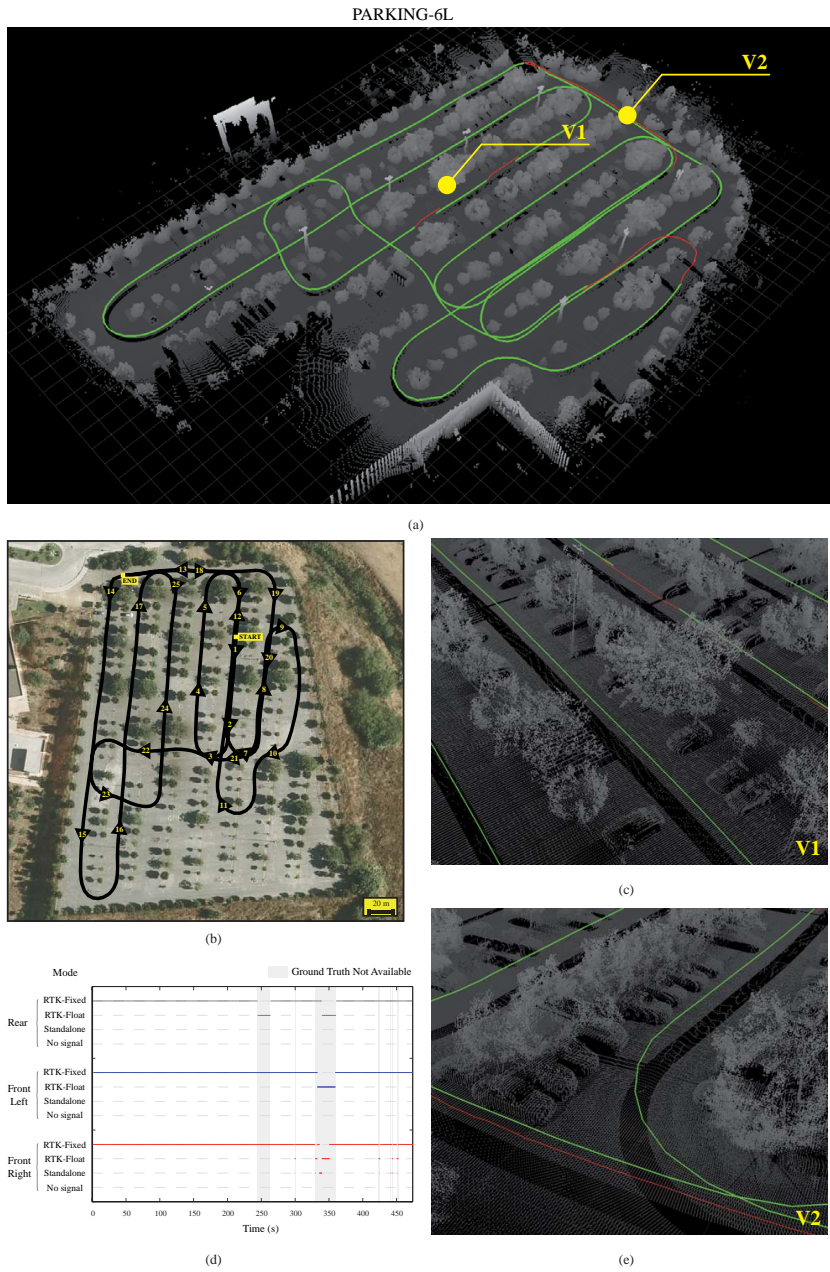 PARKING-6L
V2
V1
(a)
END
13
18
14
17
25
5
6
19
12
START
9
1
20
4
8
24
2
22
3
21
7
10
23
11
15
16
20 m
(b)
V1
(c)
Mode
Ground Truth Not Available
Rear
RTK-Fixed
RTK-Float
Standalone
No signal
Front
Left
RTK-Fixed
RTK-Float
Standalone
No signal
Front
Right
RTK-Fixed
RTK-Float
Standalone
No signal
0 50 100 150 200 250 300 350 400 450
Time (s)
(d)
V2
(e)